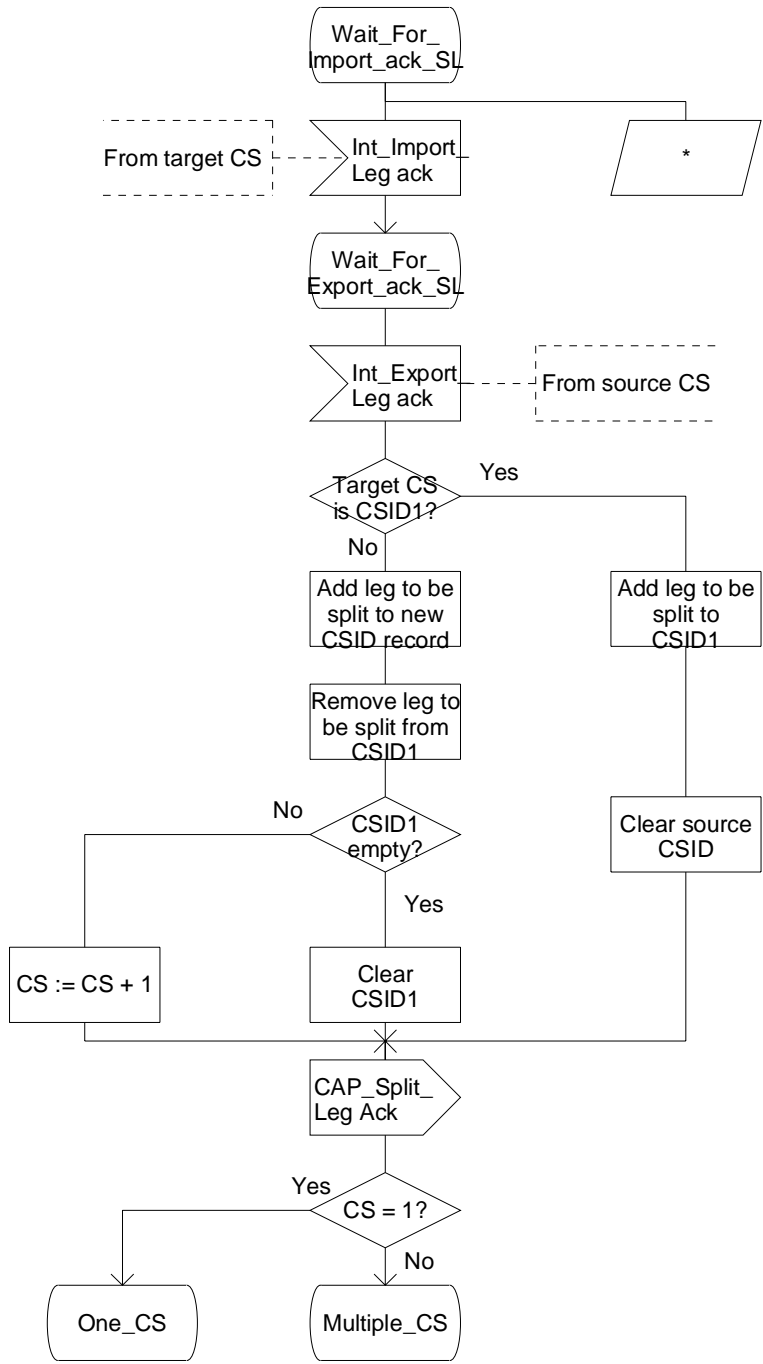 Wait_For_
Import_ack_SL
From target CS
Int_Import_
Leg ack
*
Wait_For_
Export_ack_SL
Int_Export_
Leg ack
From source CS
Target CS
is CSID1?
Yes
No
Add leg to be
split to new
CSID record
Add leg to be
split to
CSID1
Remove leg to
be split from
CSID1
No
CSID1
empty?
Clear source
CSID
Yes
CS := CS + 1
Clear
CSID1
CAP_Split_
Leg Ack
Yes
CS = 1?
No
One_CS
Multiple_CS